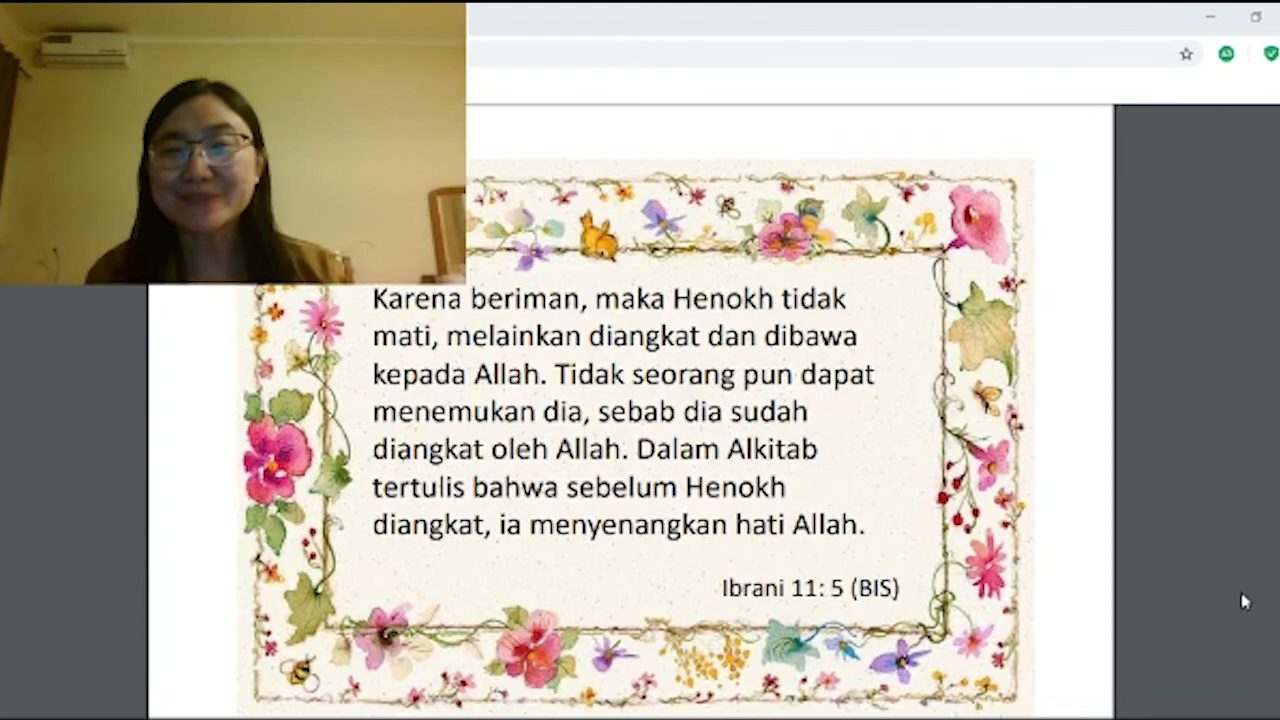 Karena beriman, maka Henokh tidak
mati, melainkan diangkat dan dibawa
kepada Allah. Tidak seorang pun dapat
menemukan dia, sebab dia sudah
diangkat oleh Allah. Dalam Alkitab
tertulis bahwa sebelum Henokh
diangkat, ia menyenangkan hati Allah.
Ibrani 11: 5 (BIS)